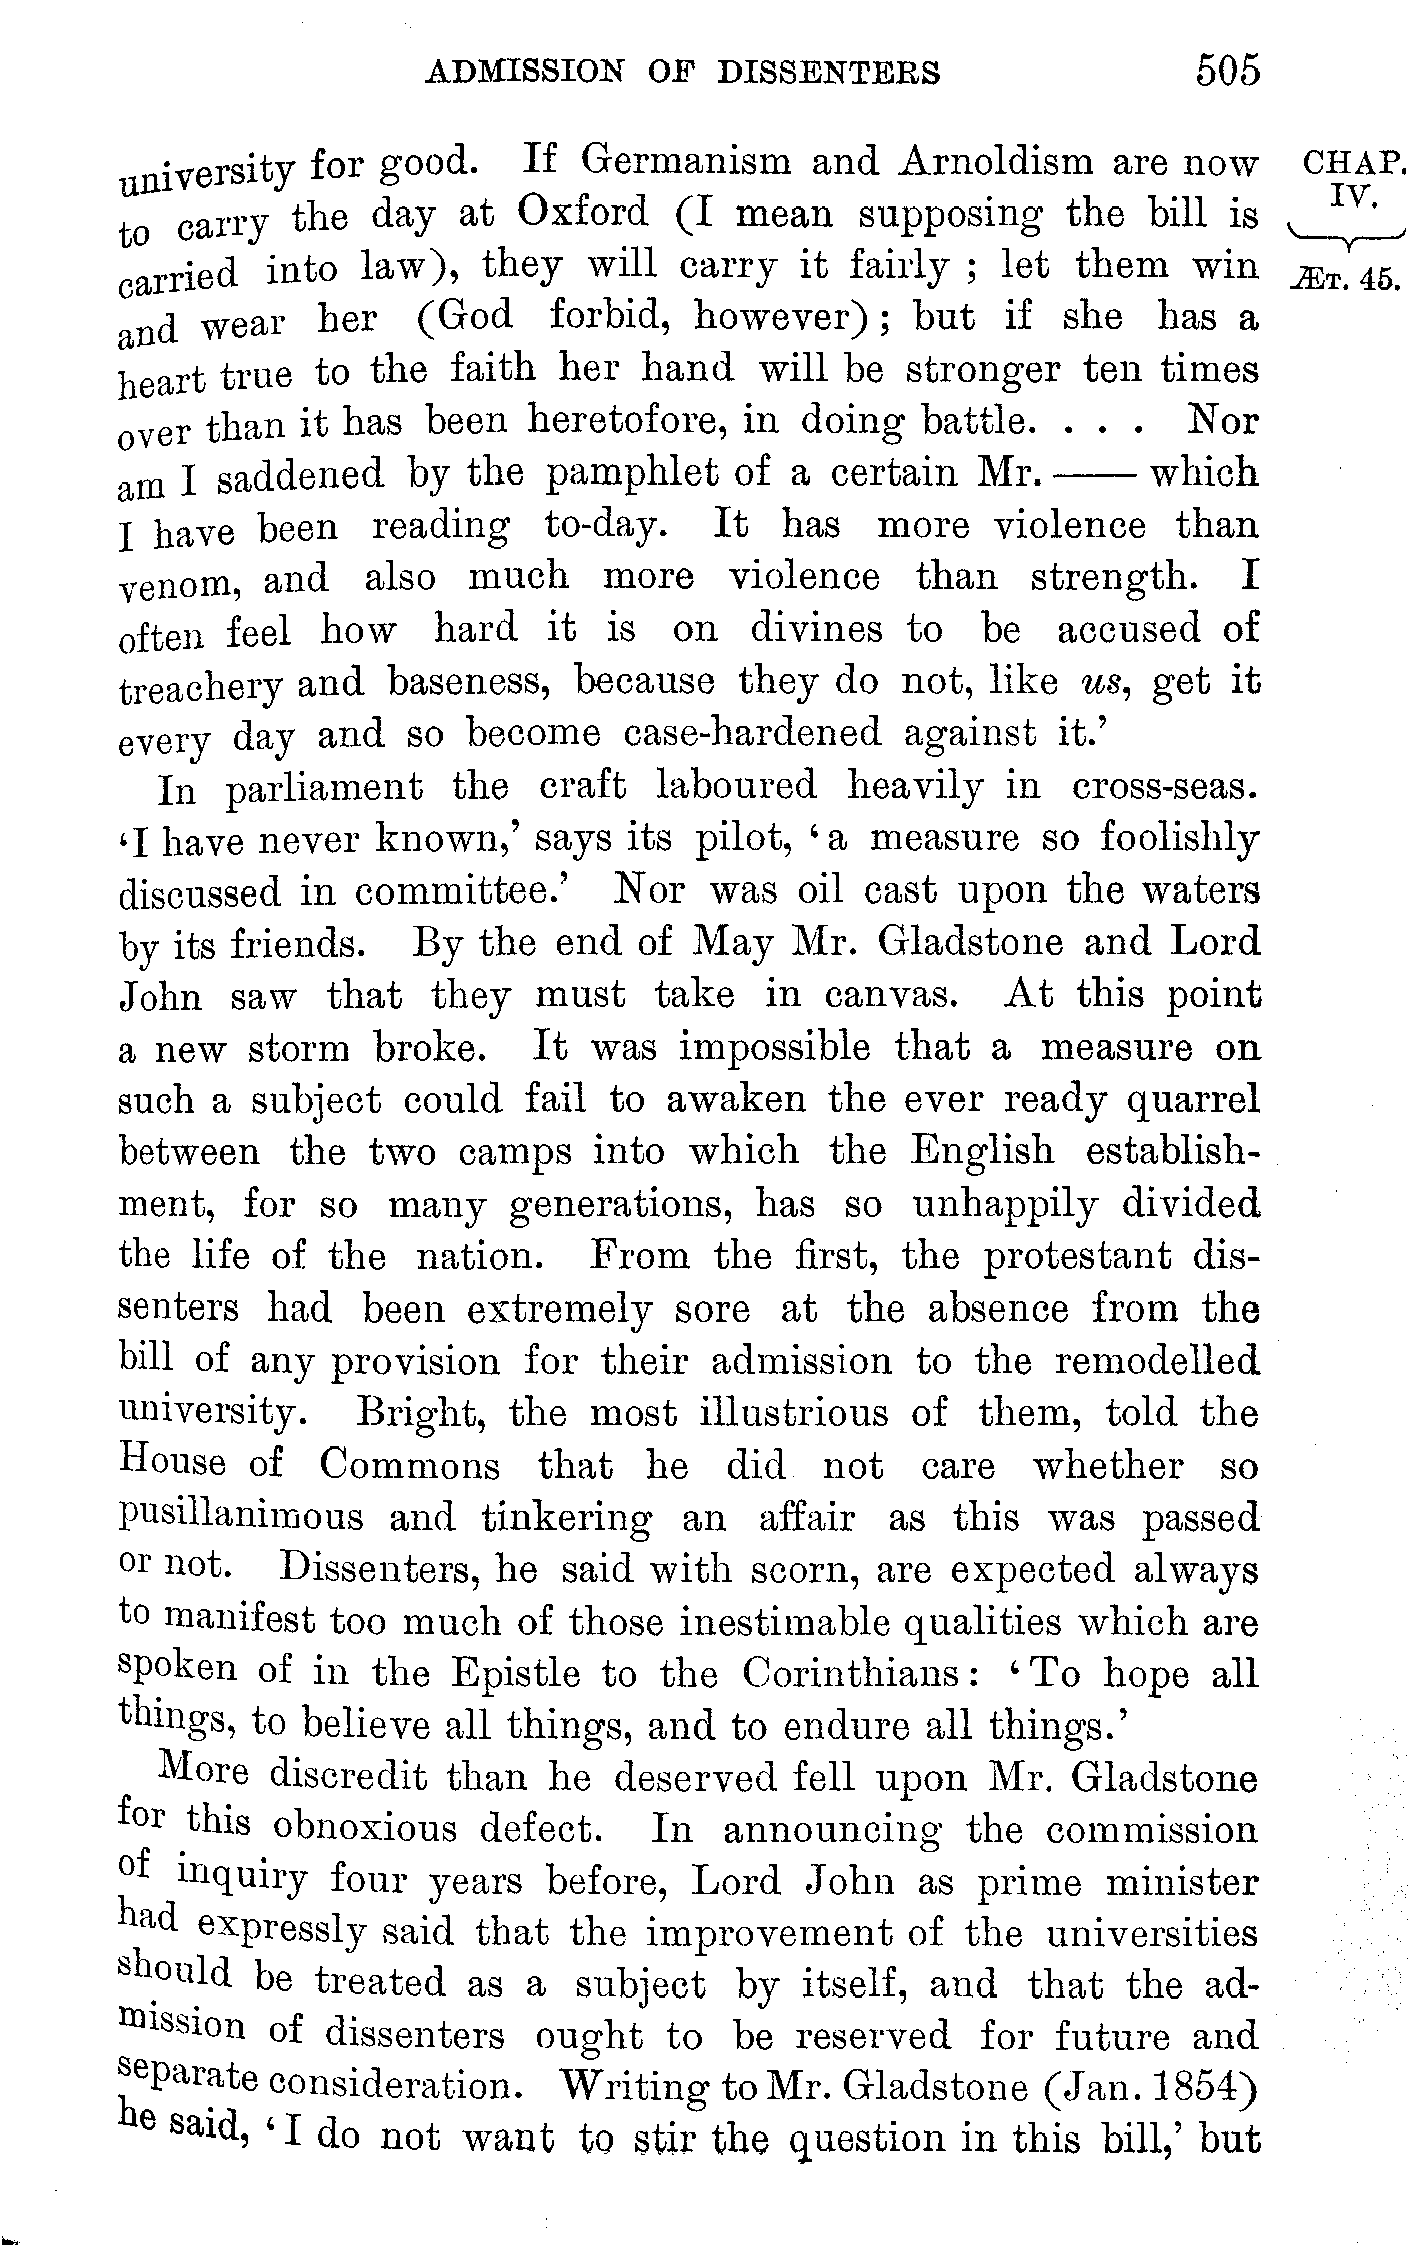 ADMISSION OF DISSENTERS 505
university for good. If Germanism and Arnoldism are now
CHAP.
IV.
to carry the day at Oxford (I mean supposing the bill is
carried into law), they will carry it fairly ; let them win
ÆT. 45.
and wear her (God forbid, however) ; but if she has a
heart true to the faith her hand will be stronger ten times
over than it has been heretofore, in doing battle. . . . Nor
am I saddened by the pamphlet of a certain Mr. —— which
I have been reading to-day. It has more violence than
venom, and also much more violence than strength. I
often feel how hard it is on divines to be accused of
treachery and baseness, because they do not, like us, get it
every day and so become case-hardened against it.’
In parliament the craft laboured heavily in cross-seas.
‘I have never known,’ says its pilot, ‘a measure so foolishly
discussed in committee.’ Nor was oil cast upon the waters
by its friends. By the end of May Mr. Gladstone and Lord
John saw that they must take in canvas. At this point
a new storm broke. It was impossible that a measure on
such a subject could fail to awaken the ever ready quarrel
between the two camps into which the English establish-
ment, for so many generations, has so unhappily divided
the life of the nation. From the first, the protestant dis-
senters had been extremely sore at the absence from the
bill of any provision for their admission to the remodelled
university. Bright, the most illustrious of them, told the
House of Commons that he did not care whether so
pusillanimous and tinkering an affair as this was passed
or not. Dissenters, he said with scorn, are expected always
to manifest too much of those inestimable qualities which are
spoken of in the Epistle to the Corinthians: ‘To hope all
things, to believe all things, and to endure all things.’
More discredit than he deserved fell upon Mr. Gladstone
for this obnoxious defect. In announcing the commission
of inquiry four years before, Lord John as prime minister
had expressly said that the improvement of the universities
should be treated as a subject by itself, and that the ad-
mission of dissenters ought to be reserved for future and
separate consideration. Writing to Mr. Gladstone (Jan. 1854)
he said, ‘I do not want to stir the question in this bill,’ but